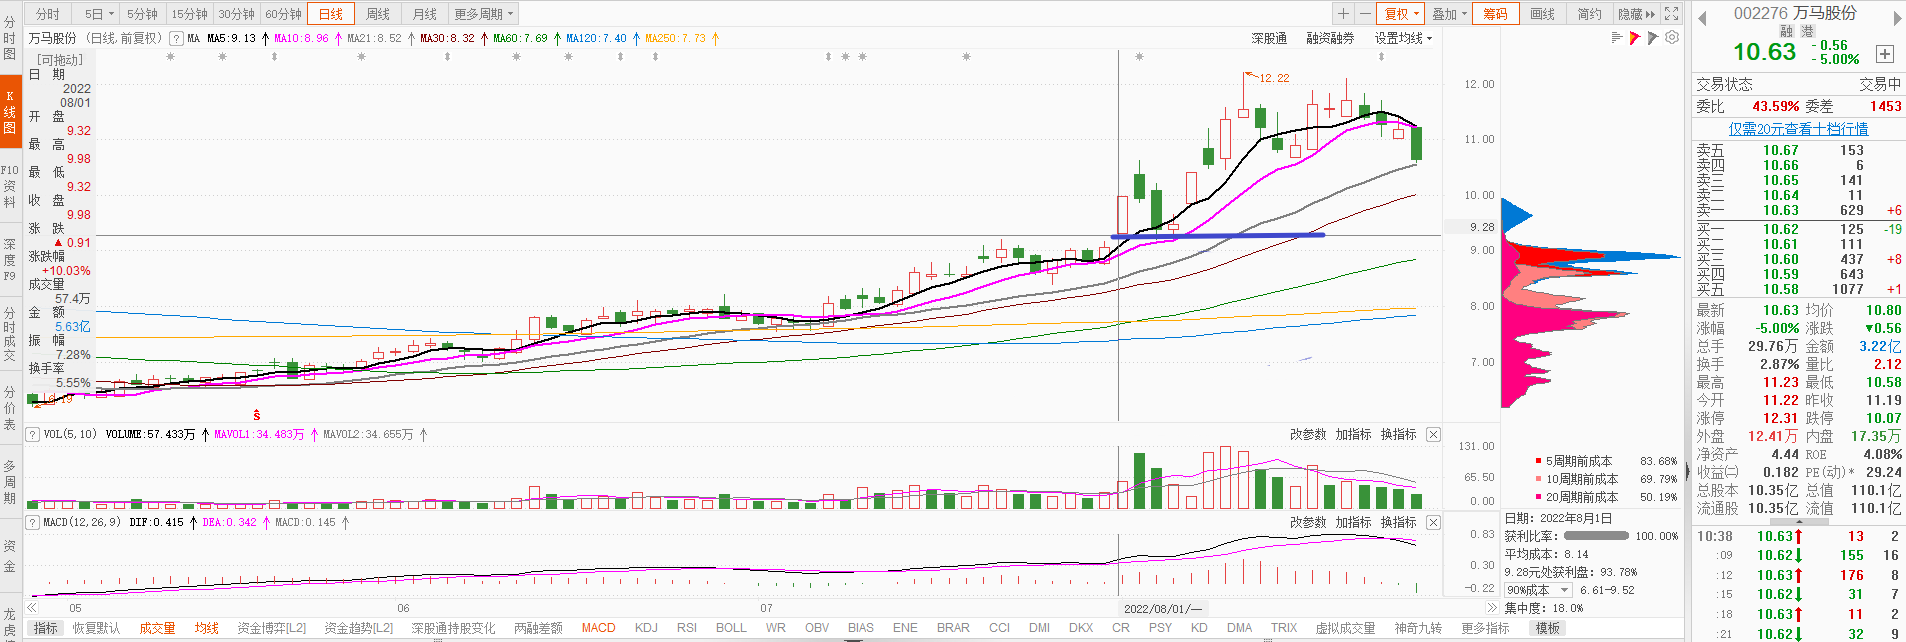 分时 5日 5分钟 15分钟 30分钟 60分钟 日线 周线 月线 更多周期
复权 叠加 筹码 画线 简约 隐藏
万马股份 (日线,前复权) ? MA MA5:9.13 MA10:8.96 MA21:8.52 MA30:8.32 MA60:7.69 MA120:7.40 MA250:7.73
深股通 融资融券 设置均线
分时图
K线图
F10资料
深度F9
分时成交
分价表
多周期
资金
龙虎
[可拖动]
日 期
2022
08/01
开 盘
9.32
最 高
9.98
最 低
9.32
收 盘
9.98
涨 跌
▲0.91
涨跌幅
+10.03%
成交量
57.4万
金 额
5.63亿
振 幅
7.28%
换手率
5.55%
12.22
S
12.00
11.00
10.00
9.28
9.00
8.00
7.00
? VOL(5,10) VOLUME:57.433万 MAVOL1:34.483万 MAVOL2:34.655万
改参数 加指标 换指标
131.00
65.50
0.00
? MACD(12,26,9) DIF:0.415 DEA:0.342 MACD:0.145
改参数 加指标 换指标
0.83
0.30
-0.22
05 06 07 2022/08/01/一
指标 恢复默认 成交量 均线 资金博弈[L2] 资金趋势[L2] 深股通持股变化 两融差额 MACD KDJ RSI BOLL WR OBV BIAS ENE BRAR CCI DMI DKX CR PSY KD DMA TRIX 虚拟成交量 神奇九转 更多指标 模板
5周期前成本 83.68%
10周期前成本 69.79%
20周期前成本 50.19%
日期: 2022年8月1日
获利比率: 100.00%
平均成本: 8.14
9.28元处获利盘: 93.78%
90%成本 6.61-9.52
集中度: 18.0%
002276 万马股份
融 港
10.63 -0.56
-5.00%
交易状态 交易中
委比 43.59% 委差 1453
仅需20元查看十档行情
卖五 10.67 153
卖四 10.66 6
卖三 10.65 141
卖二 10.64 11
卖一 10.63 629 +6
买一 10.62 125 -19
买二 10.61 111
买三 10.60 437 +8
买四 10.59 643
买五 10.58 1077 +1
最新 10.63 均价 10.80
涨幅 -5.00% 涨跌 ▼0.56
总手 29.76万 金额 3.22亿
换手 2.87% 量比 2.12
最高 11.23 最低 10.58
今开 11.22 昨收 11.19
涨停 12.31 跌停 10.07
外盘 12.41万 内盘 17.35万
净资产 4.44 ROE 4.08%
收益(二) 0.182 PE(动)* 29.24
总股本 10.35亿 总值 110.1亿
流通股 10.35亿 流值 110.1亿
10:38 10.63 13 2
:09 10.62 155 16
:12 10.63 176 8
:15 10.62 31 7
:18 10.63 11 2
:21 10.62 32 9